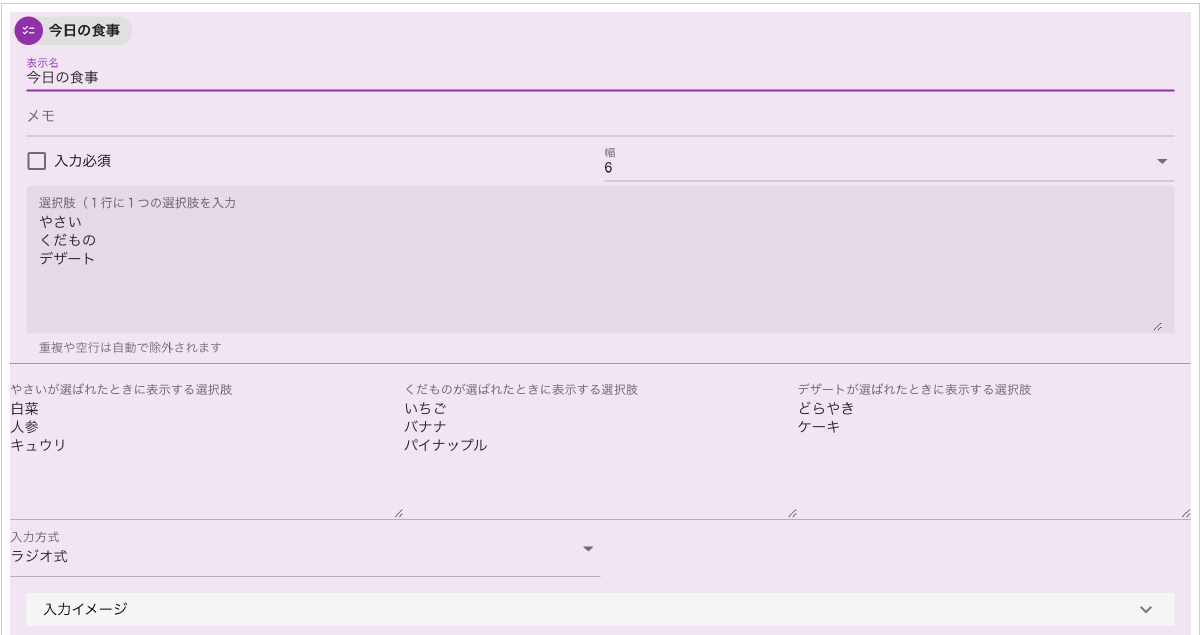 今日の食事
表示名
今日の食事
メモ
入力必須
幅
6
選択肢（１行に１つの選択肢を入力
やさい
くだもの
デザート
重複や空行は自動で除外されます
やさいが選ばれたときに表示する選択肢
白菜
人参
キュウリ
くだものが選ばれたときに表示する選択肢
いちご
バナナ
パイナップル
デザートが選ばれたときに表示する選択肢
どらやき
ケーキ
入力方式
ラジオ式
入力イメージ